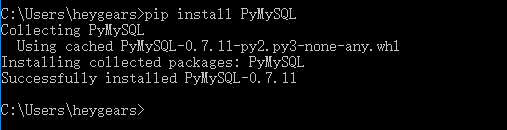 C:\Users\heygears>pip install PyMySQL
Collecting PyMySQL
  Using cached PyMySQL-0.7.11-py2.py3-none-any.whl
Installing collected packages: PyMySQL
Successfully installed PyMySQL-0.7.11
C:\Users\heygears>